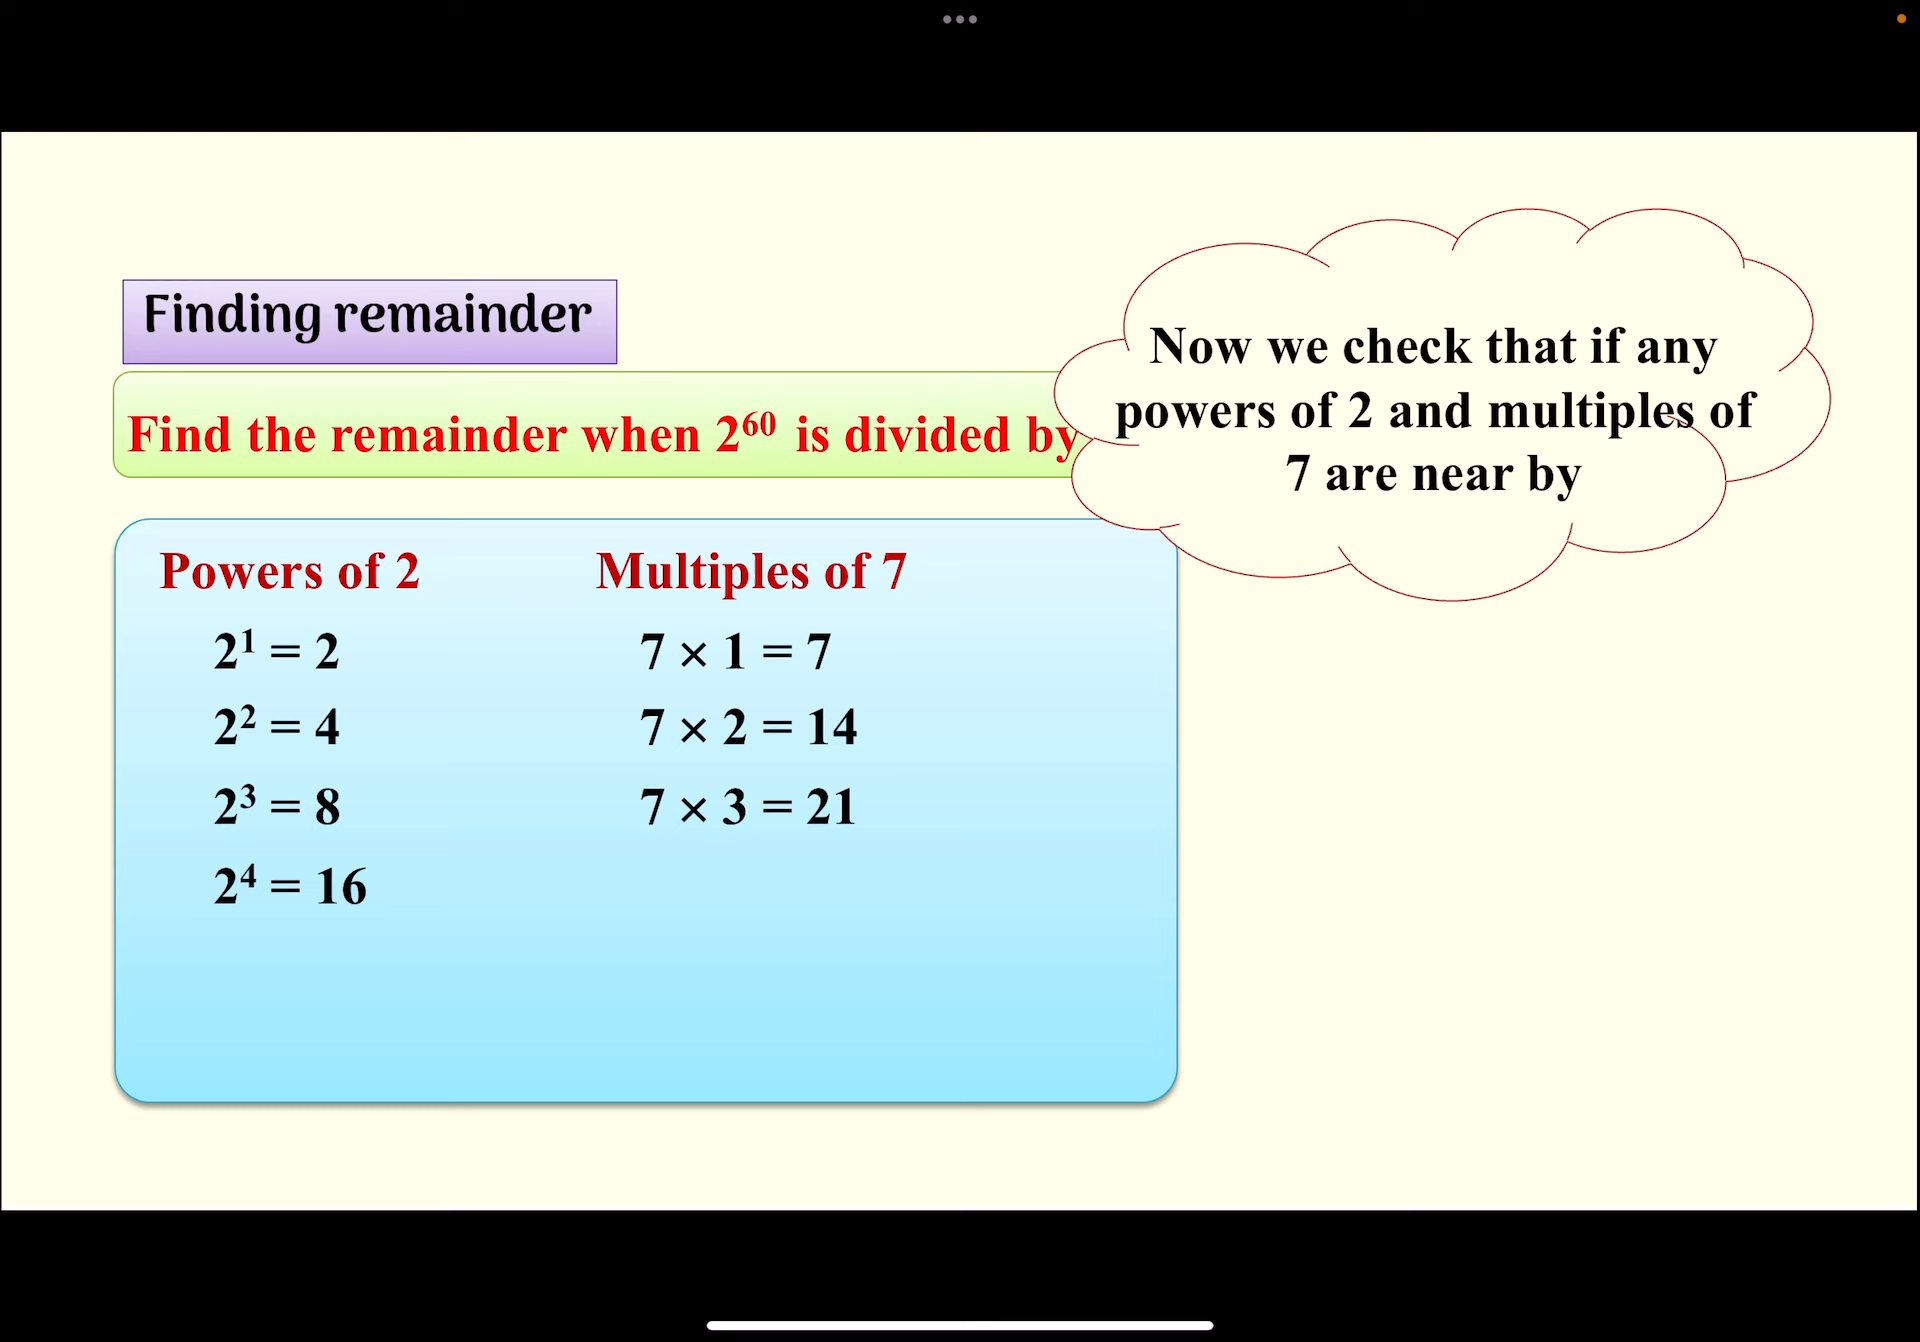 Finding remainder
Find the remainder when 2⁶⁰ is divided by
Now we check that if any
powers of 2 and multiples of
7 are near by
Powers of 2
Multiples of 7
2¹ = 2
7 × 1 = 7
2² = 4
7 × 2 = 14
2³ = 8
7 × 3 = 21
2⁴ = 16